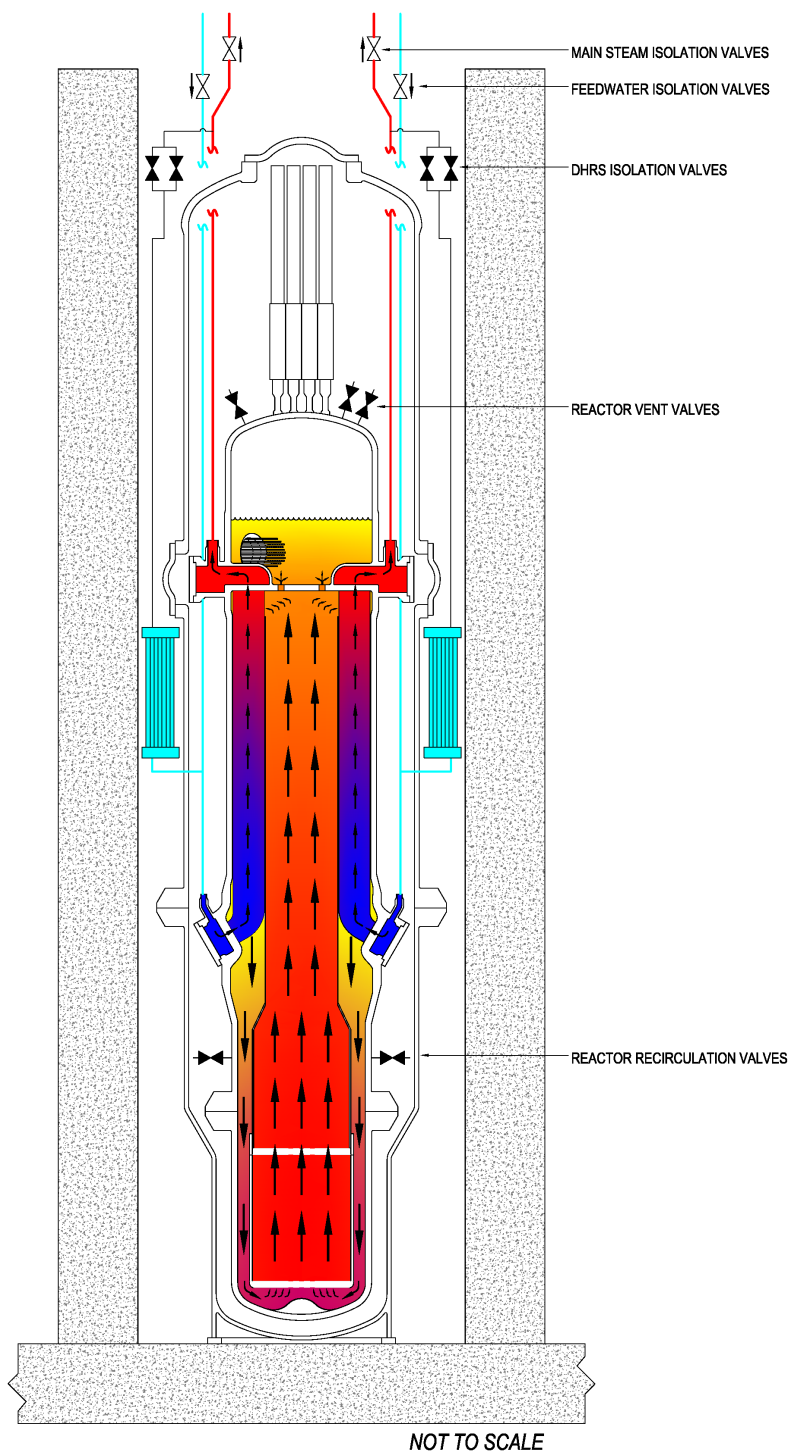 MAIN STEAM ISOLATION VALVES
FEEDWATER ISOLATION VALVES
DHRS ISOLATION VALVES
REACTOR VENT VALVES
REACTOR RECIRCULATION VALVES
NOT TO SCALE